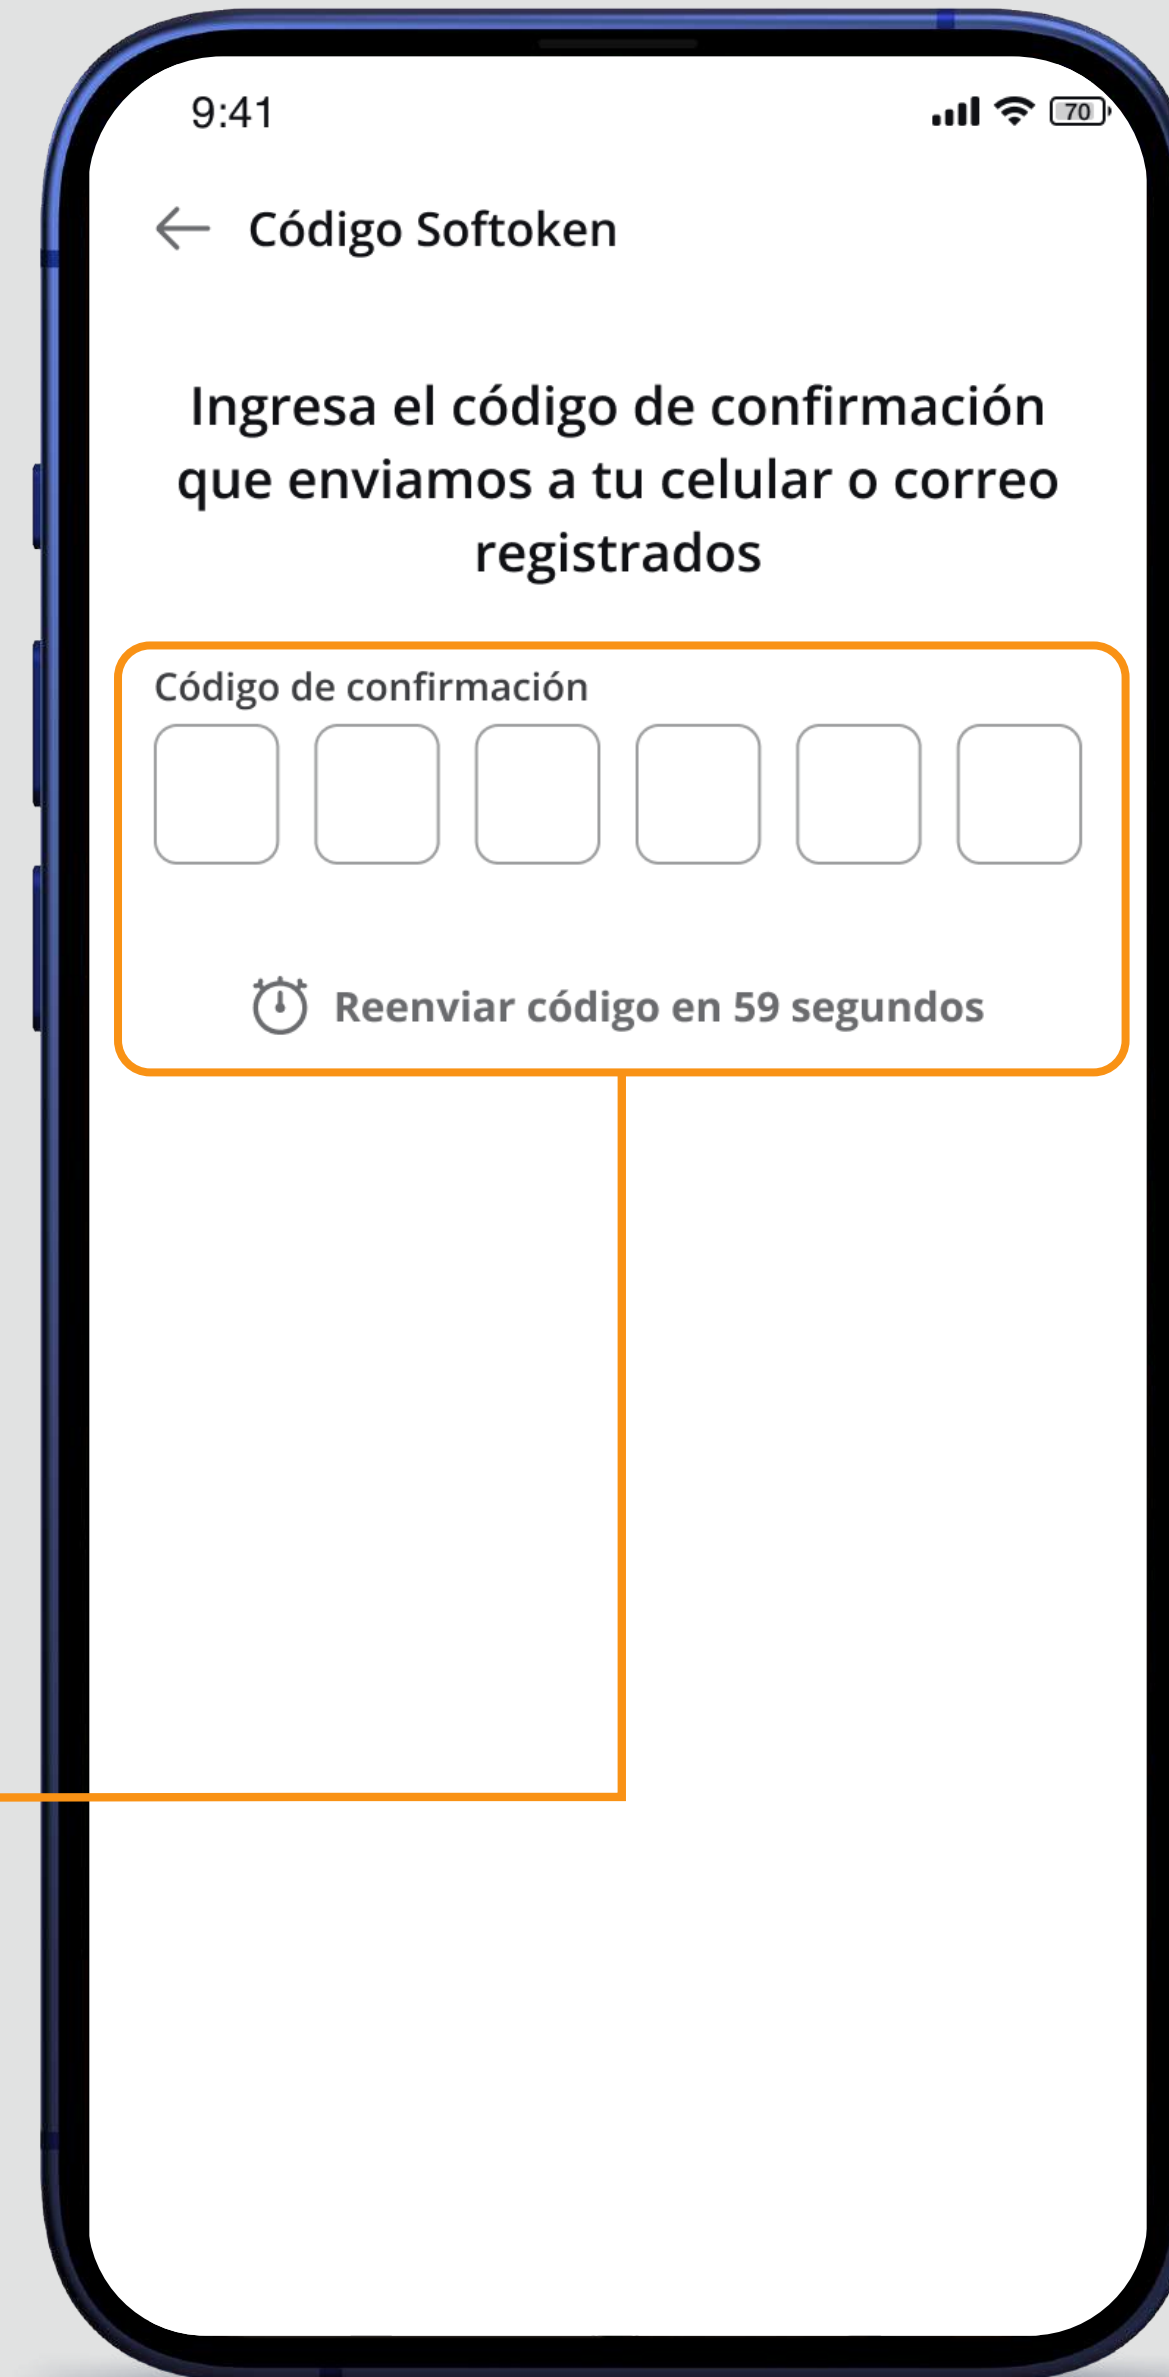 9:41
70
Código Softoken
Ingresa el código de confirmación
que enviamos a tu celular o correo
registrados
Código de confirmación
Reenviar código en 59 segundos